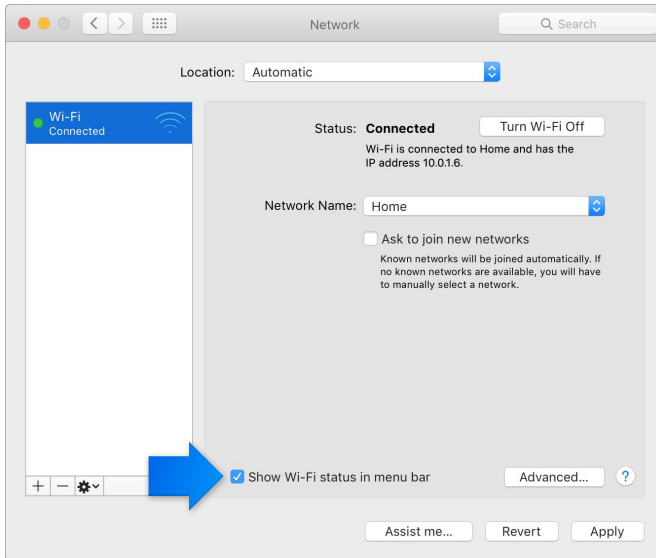 Network
Search
Location: Automatic
Wi-Fi
Connected
Status: Connected
Turn Wi-Fi Off
Wi-Fi is connected to Home and has the
IP address 10.0.1.6.
Network Name: Home
Ask to join new networks
Known networks will be joined automatically. If
no known networks are available, you will have
to manually select a network.
Show Wi-Fi status in menu bar
Advanced...
?
Assist me...
Revert
Apply